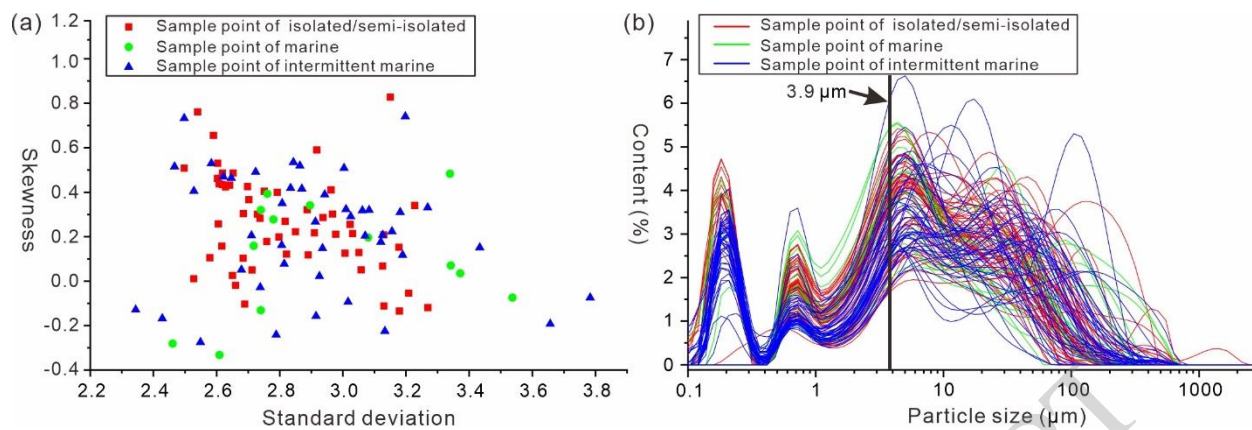 (a)
Sample point of isolated/semi-isolated
Sample point of marine
Sample point of intermittent marine
1.2
1.0
0.8
0.6
0.4
0.2
0.0
-0.2
-0.4
Skewness
2.2 2.4 2.6 2.8 3.0 3.2 3.4 3.6 3.8
Standard deviation
(b)
Sample point of isolated/semi-isolated
Sample point of marine
Sample point of intermittent marine
3.9 μm
7
6
5
4
3
2
1
0
Content (%)
0.1 1 10 100 1000
Particle size (μm)